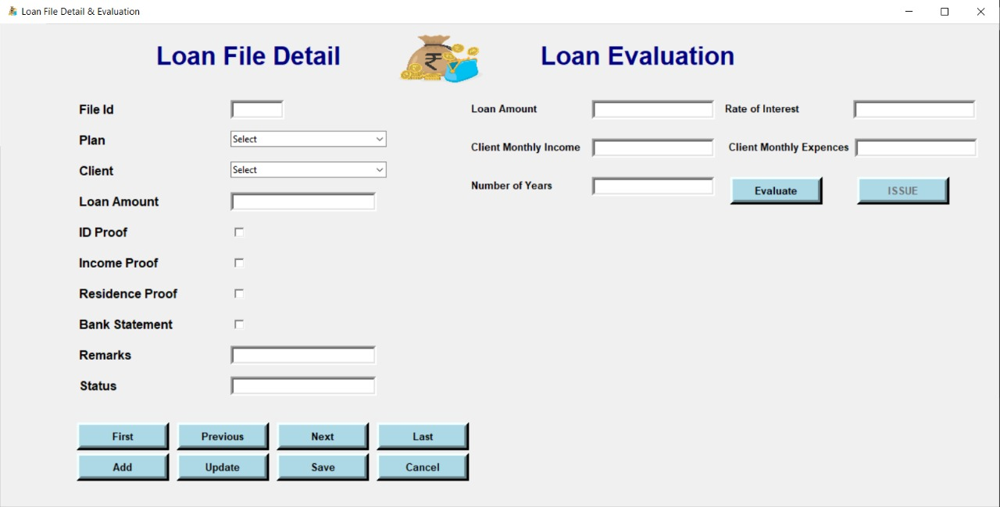 Loan File Detail & Evaluation
Loan File Detail
₹
Loan Evaluation
File Id
Plan Select
Client Select
Loan Amount
ID Proof
Income Proof
Residence Proof
Bank Statement
Remarks
Status
First Previous Next Last
Add Update Save Cancel
Loan Amount Rate of Interest
Client Monthly Income Client Monthly Expences
Number of Years Evaluate ISSUE